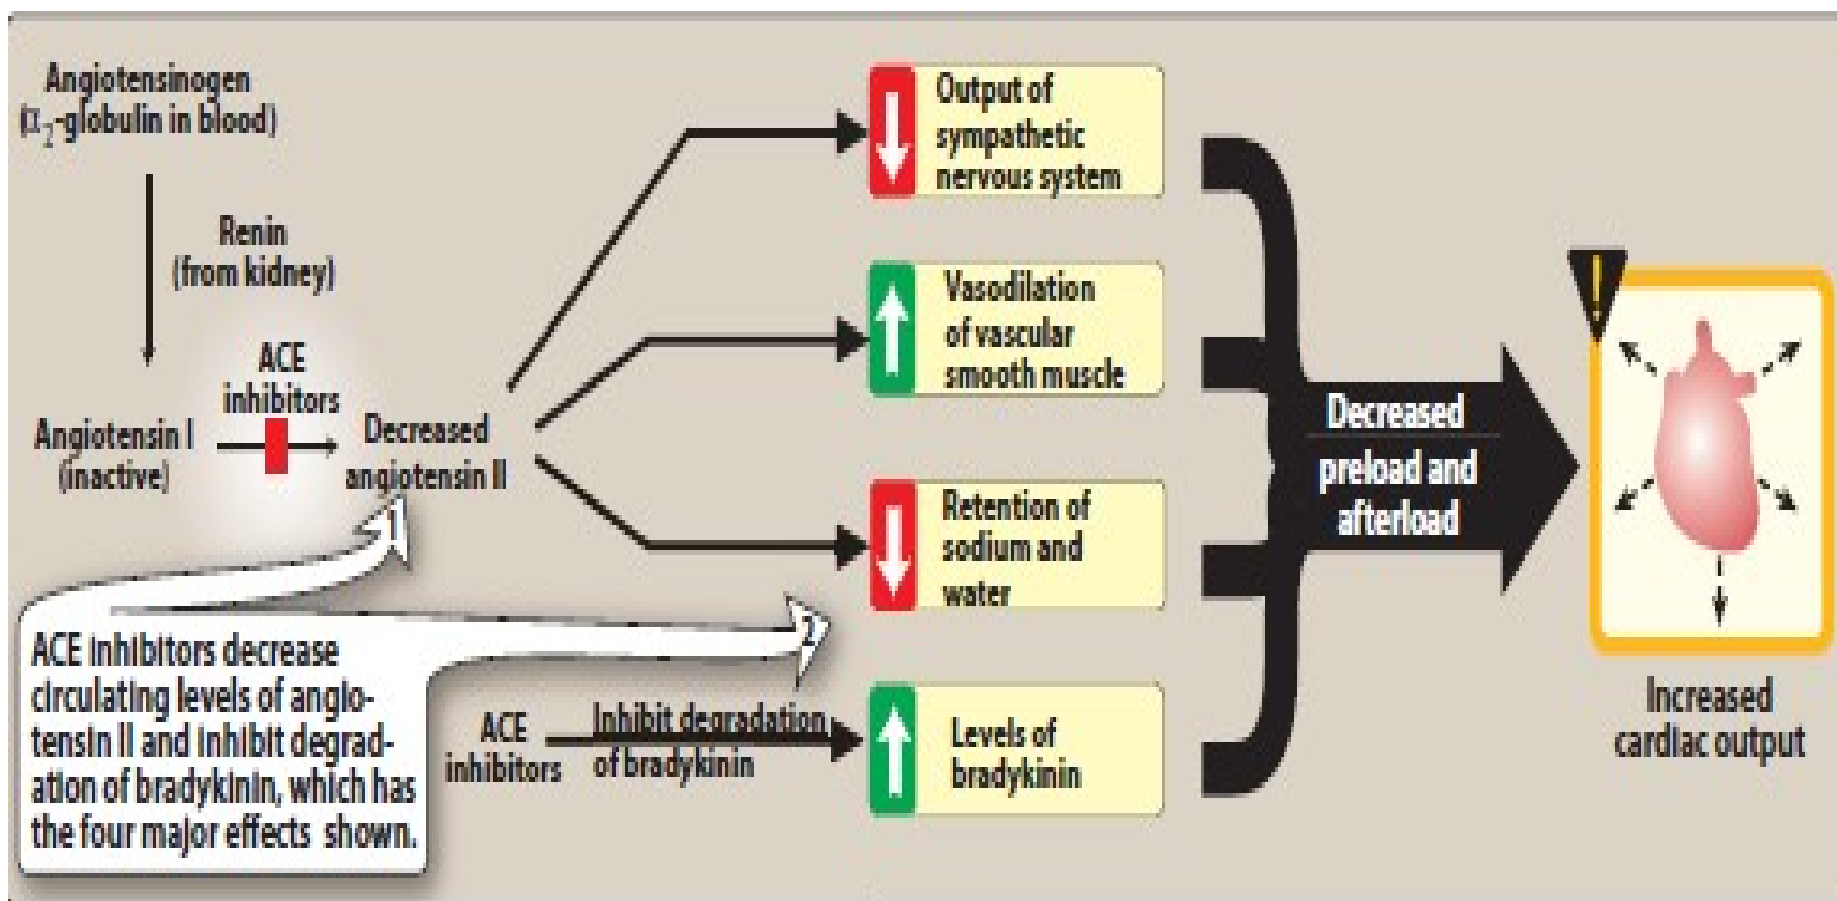 Angiotensinogen
(α2-globulin in blood)
Renin
(from kidney)
ACE
inhibitors
Angiotensin I
(inactive)
Decreased
angiotensin II
1
ACE inhibitors decrease
circulating levels of angio-
tensin II and inhibit degrad-
ation of bradykinin, which has
the four major effects shown.
2
ACE
inhibitors
Inhibit degradation
of bradykinin
Output of
sympathetic
nervous system
Vasodilation
of vascular
smooth muscle
Retention of
sodium and
water
Levels of
bradykinin
Decreased
preload and
afterload
!
Increased
cardiac output